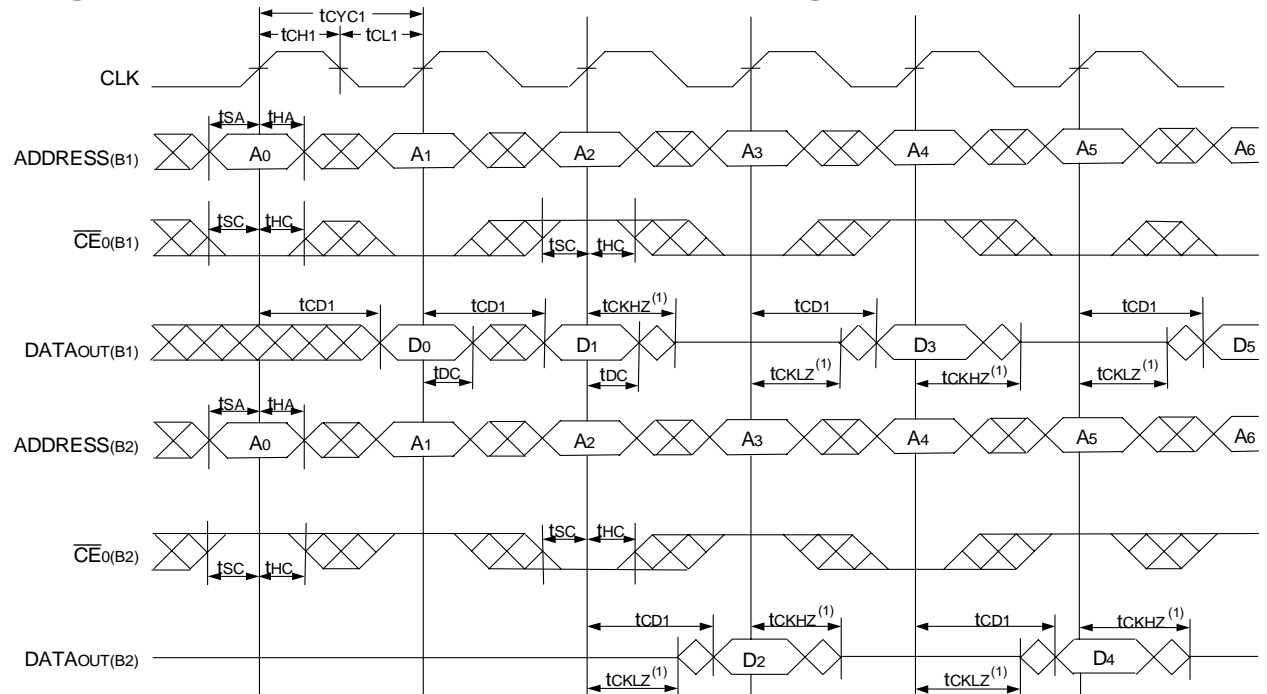 tCYC1
tCH1 tCL1
CLK
tSA tHA
ADDRESS(B1) A0 A1 A2 A3 A4 A5 A6
tSC tHC
CE0(B1)
tSC tHC
tCD1 tCD1 tCKHZ(1) tCD1 tCD1
DATAOUT(B1) D0 D1 D3 D5
tDC tDC tCKLZ(1) tCKHZ(1) tCKLZ(1)
tSA tHA
ADDRESS(B2) A0 A1 A2 A3 A4 A5 A6
tSC tHC
CE0(B2)
tSC tHC
tCD1 tCKHZ(1) tCD1 tCKHZ(1)
DATAOUT(B2) D2 D4
tCKLZ(1) tCKLZ(1)